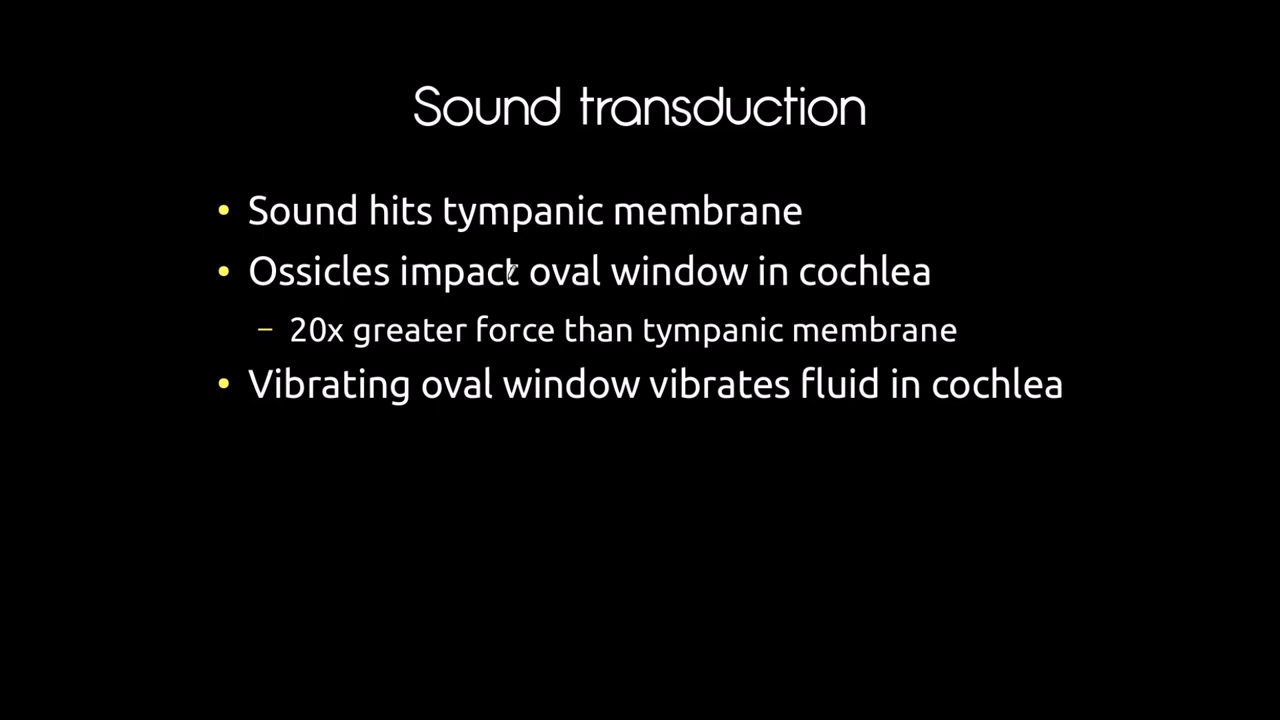 Sound transduction
• Sound hits tympanic membrane
• Ossicles impact oval window in cochlea
– 20x greater force than tympanic membrane
• Vibrating oval window vibrates fluid in cochlea